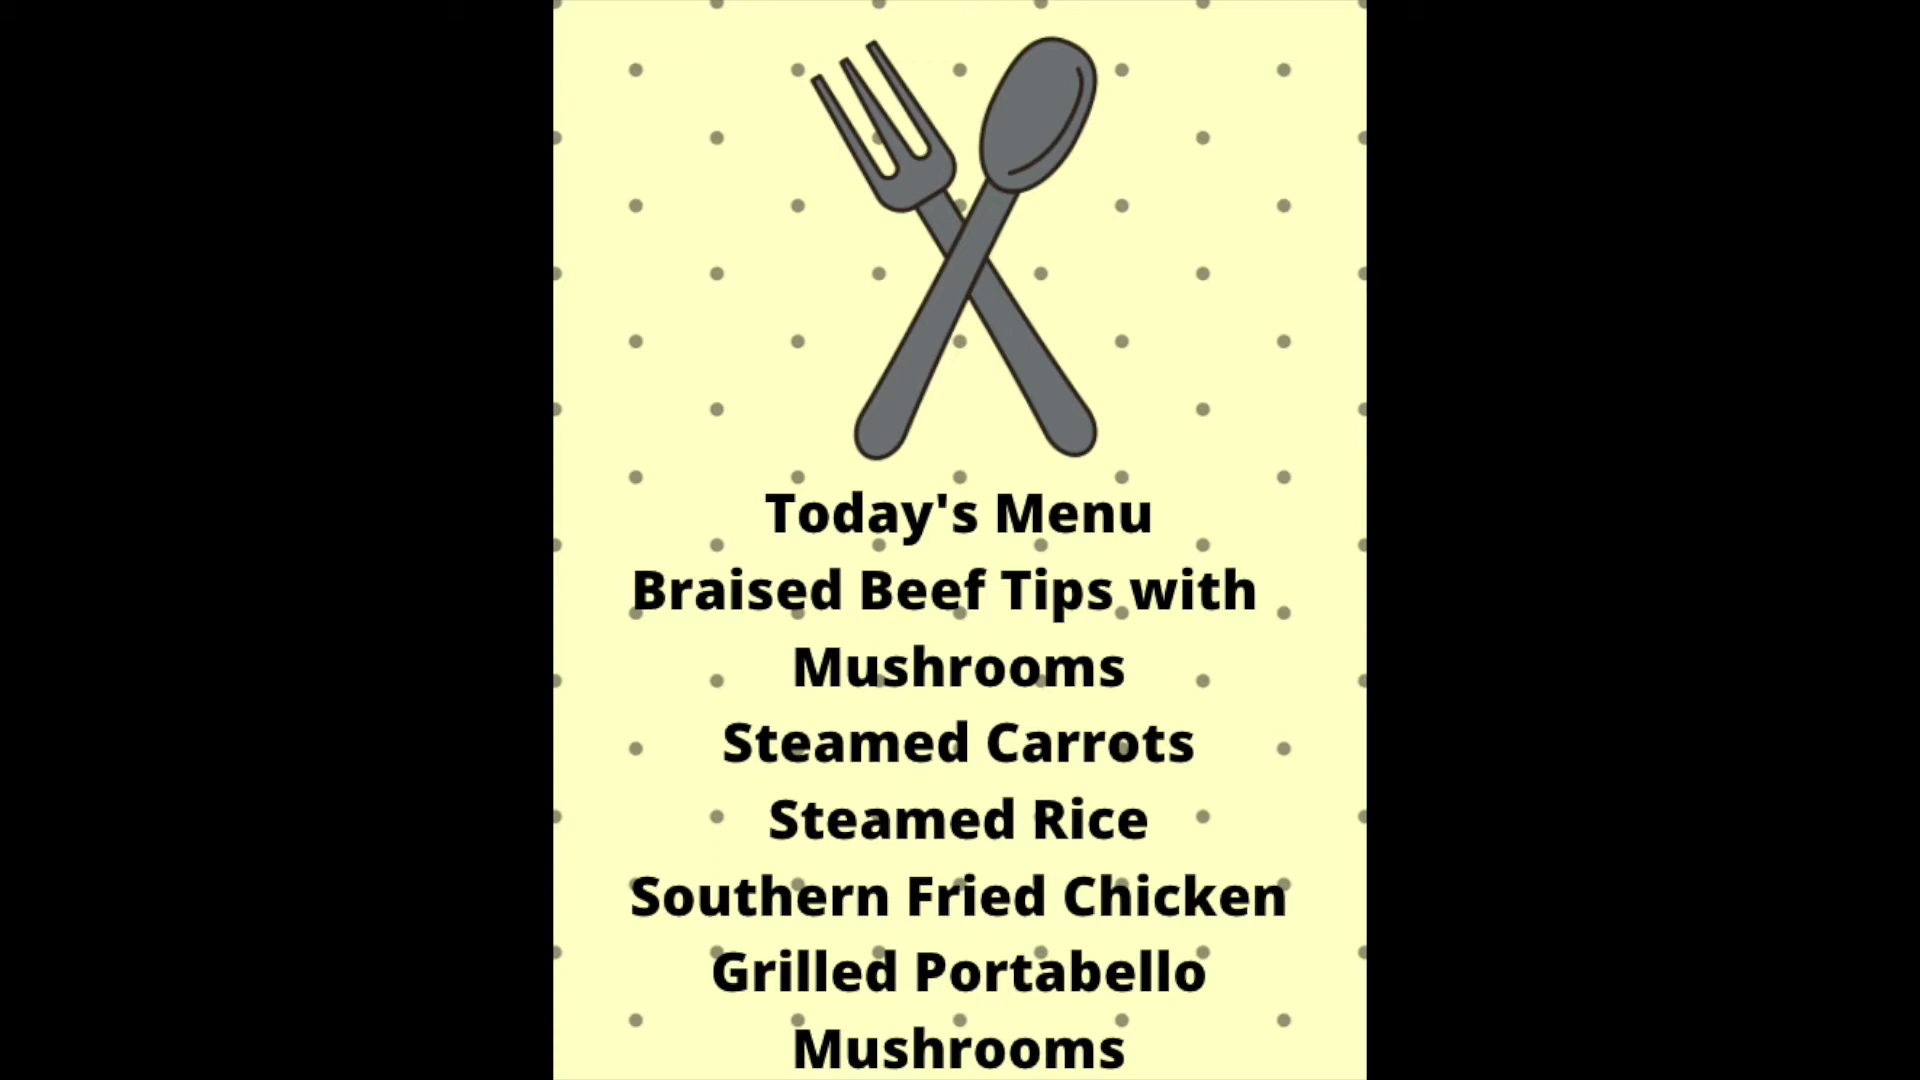 Today's Menu
Braised Beef Tips with
Mushrooms
Steamed Carrots
Steamed Rice
Southern Fried Chicken
Grilled Portabello
Mushrooms